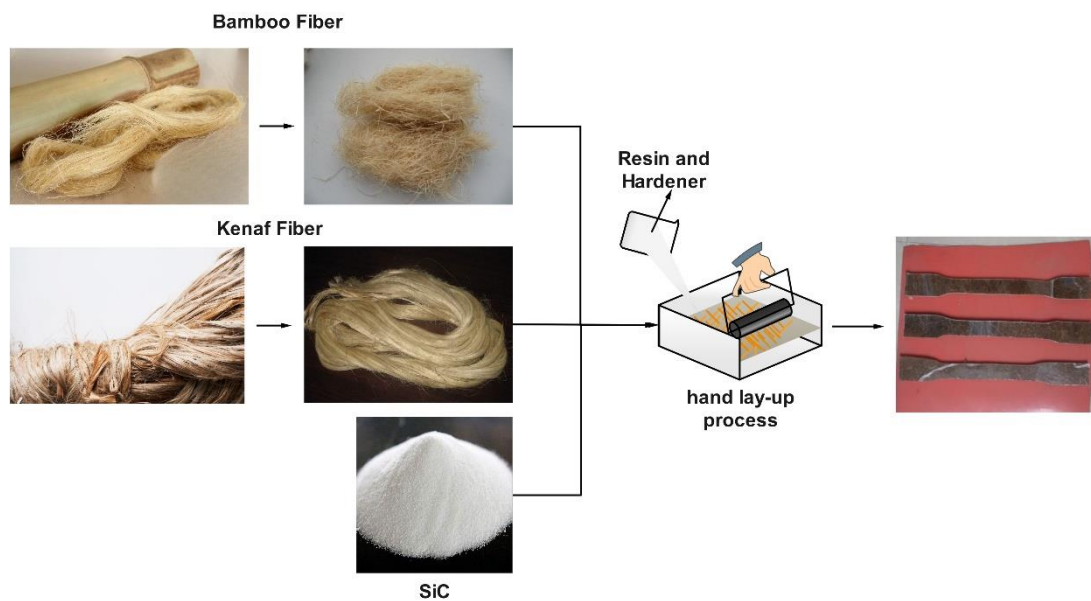 Bamboo Fiber
Resin and
Hardener
Kenaf Fiber
hand lay-up
process
SiC